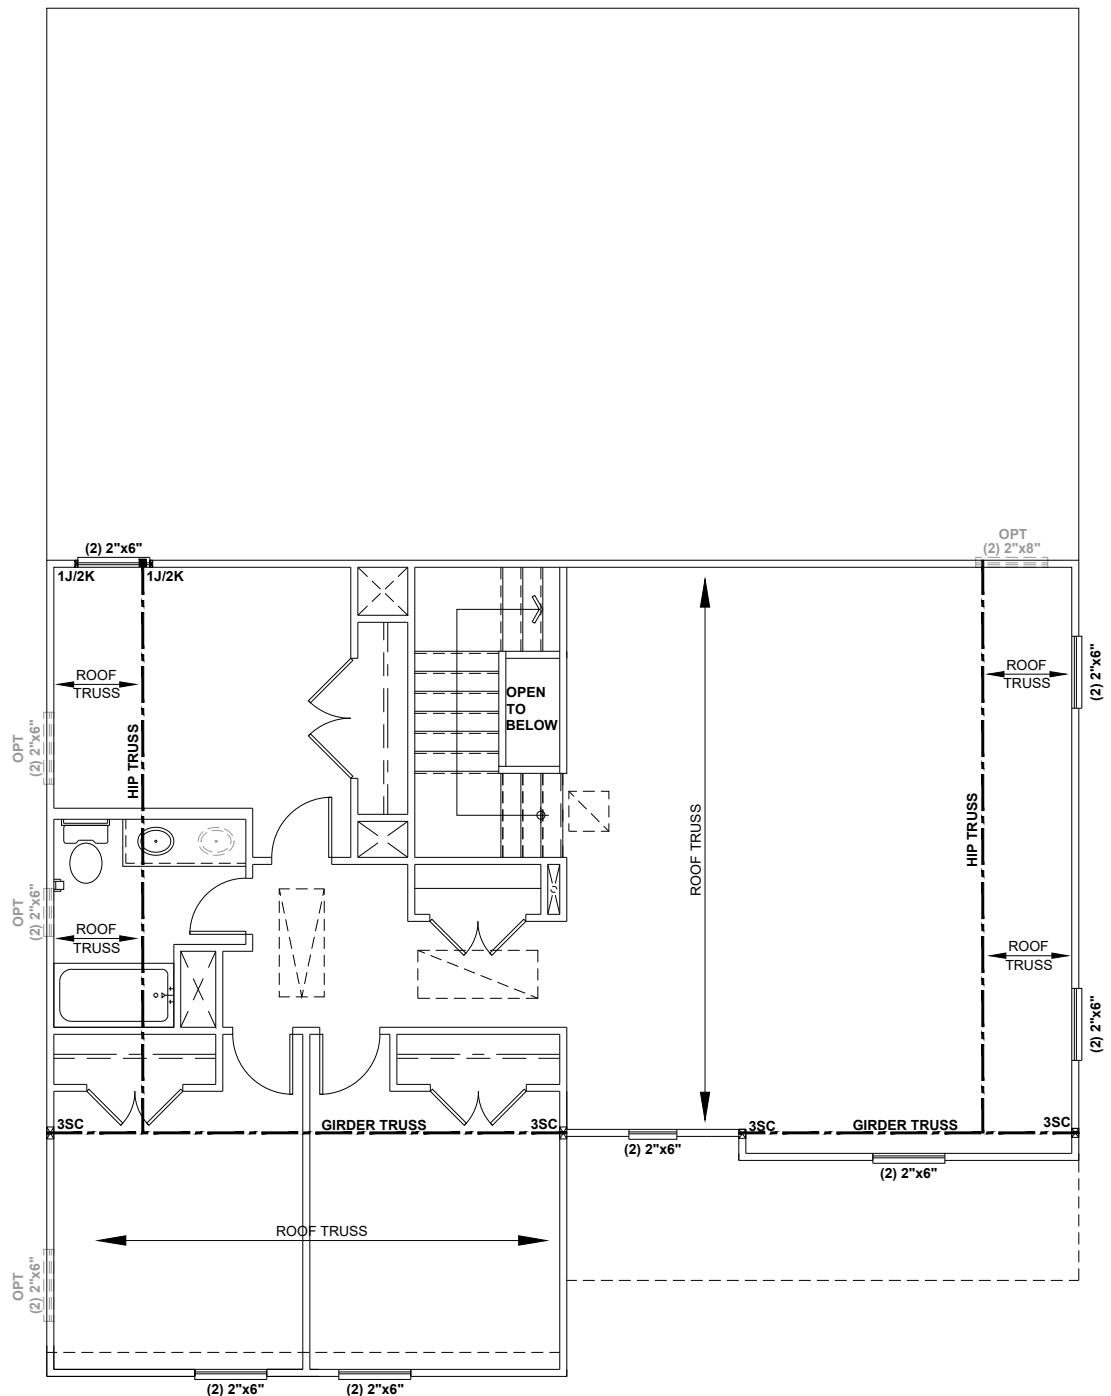 (2) 2"x6"
OPT
(2) 2"x8"
1J/2K
1J/2K
ROOF
TRUSS
OPEN
TO
BELOW
ROOF
TRUSS
(2) 2"x6"
OPT
(2) 2"x6"
HIP TRUSS
ROOF TRUSS
HIP TRUSS
OPT
(2) 2"x6"
ROOF
TRUSS
ROOF
TRUSS
(2) 2"x6"
3SC
GIRDER TRUSS
3SC
3SC
GIRDER TRUSS
3SC
(2) 2"x6"
(2) 2"x6"
ROOF TRUSS
OPT
(2) 2"x6"
(2) 2"x6"
(2) 2"x6"